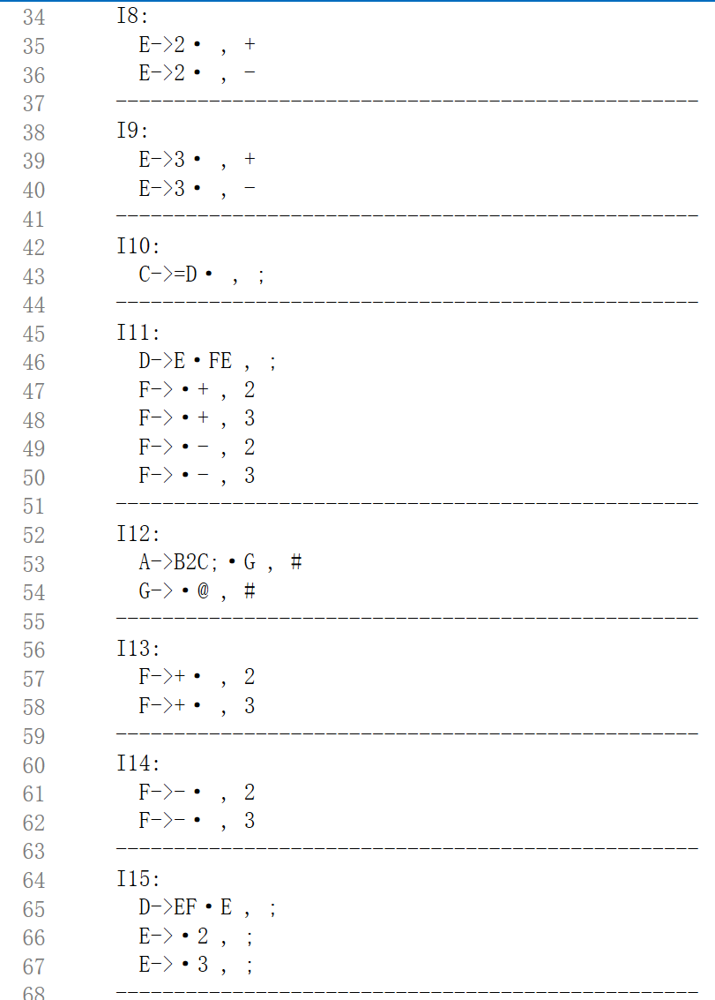 34 I8:
35 E->2· , +
36 E->2· , -
37 --------------------------------------------------
38 I9:
39 E->3· , +
40 E->3· , -
41 --------------------------------------------------
42 I10:
43 C->=D· , ;
44 --------------------------------------------------
45 I11:
46 D->E·FE , ;
47 F->·+ , 2
48 F->·+ , 3
49 F->·- , 2
50 F->·- , 3
51 --------------------------------------------------
52 I12:
53 A->B2C;·G , #
54 G->·@ , #
55 --------------------------------------------------
56 I13:
57 F->+· , 2
58 F->+· , 3
59 --------------------------------------------------
60 I14:
61 F->-· , 2
62 F->-· , 3
63 --------------------------------------------------
64 I15:
65 D->EF·E , ;
66 E->·2 , ;
67 E->·3 , ;
68 --------------------------------------------------